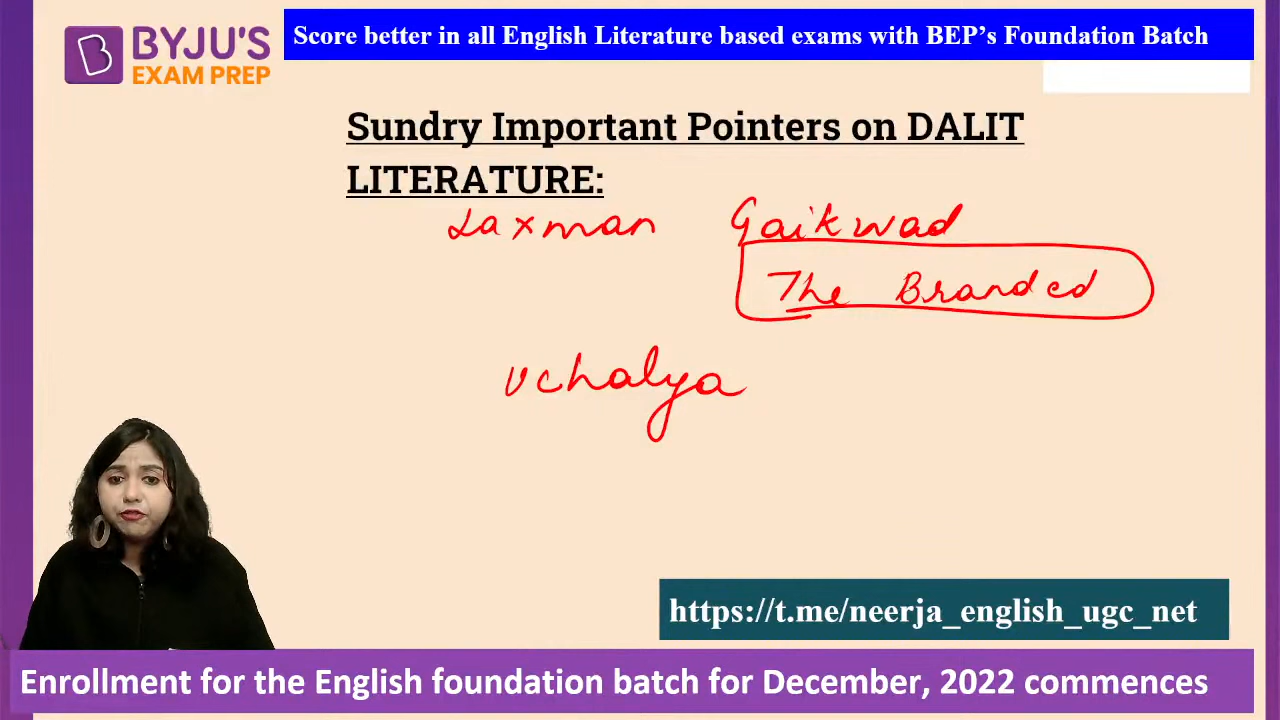 BYJU'S
EXAM PREP
Score better in all English Literature based exams with BEP's Foundation Batch
Sundry Important Pointers on DALIT
LITERATURE:
Laxman Gaikwad
The Branded
Uchalya
https://t.me/neerja_english_ugc_net
Enrollment for the English foundation batch for December, 2022 commences